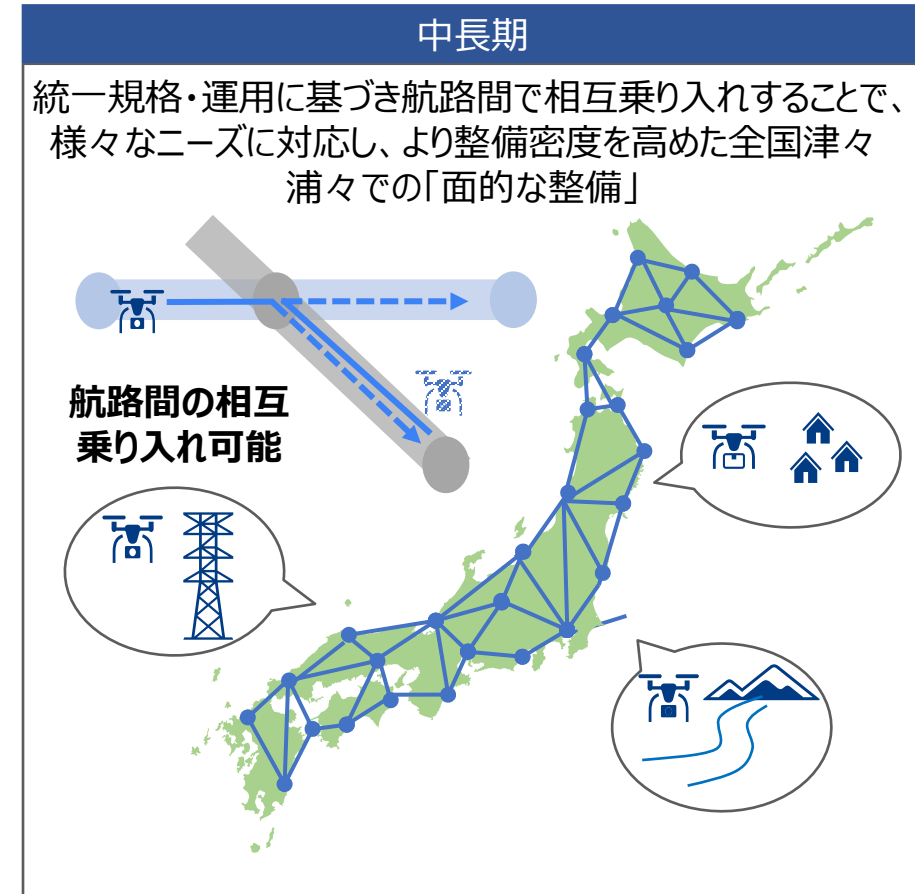 中長期
統一規格・運用に基づき航路間で相互乗り入れすることで、
様々なニーズに対応し、より整備密度を高めた全国津々
浦々での「面的な整備」
航路間の相互
乗り入れ可能